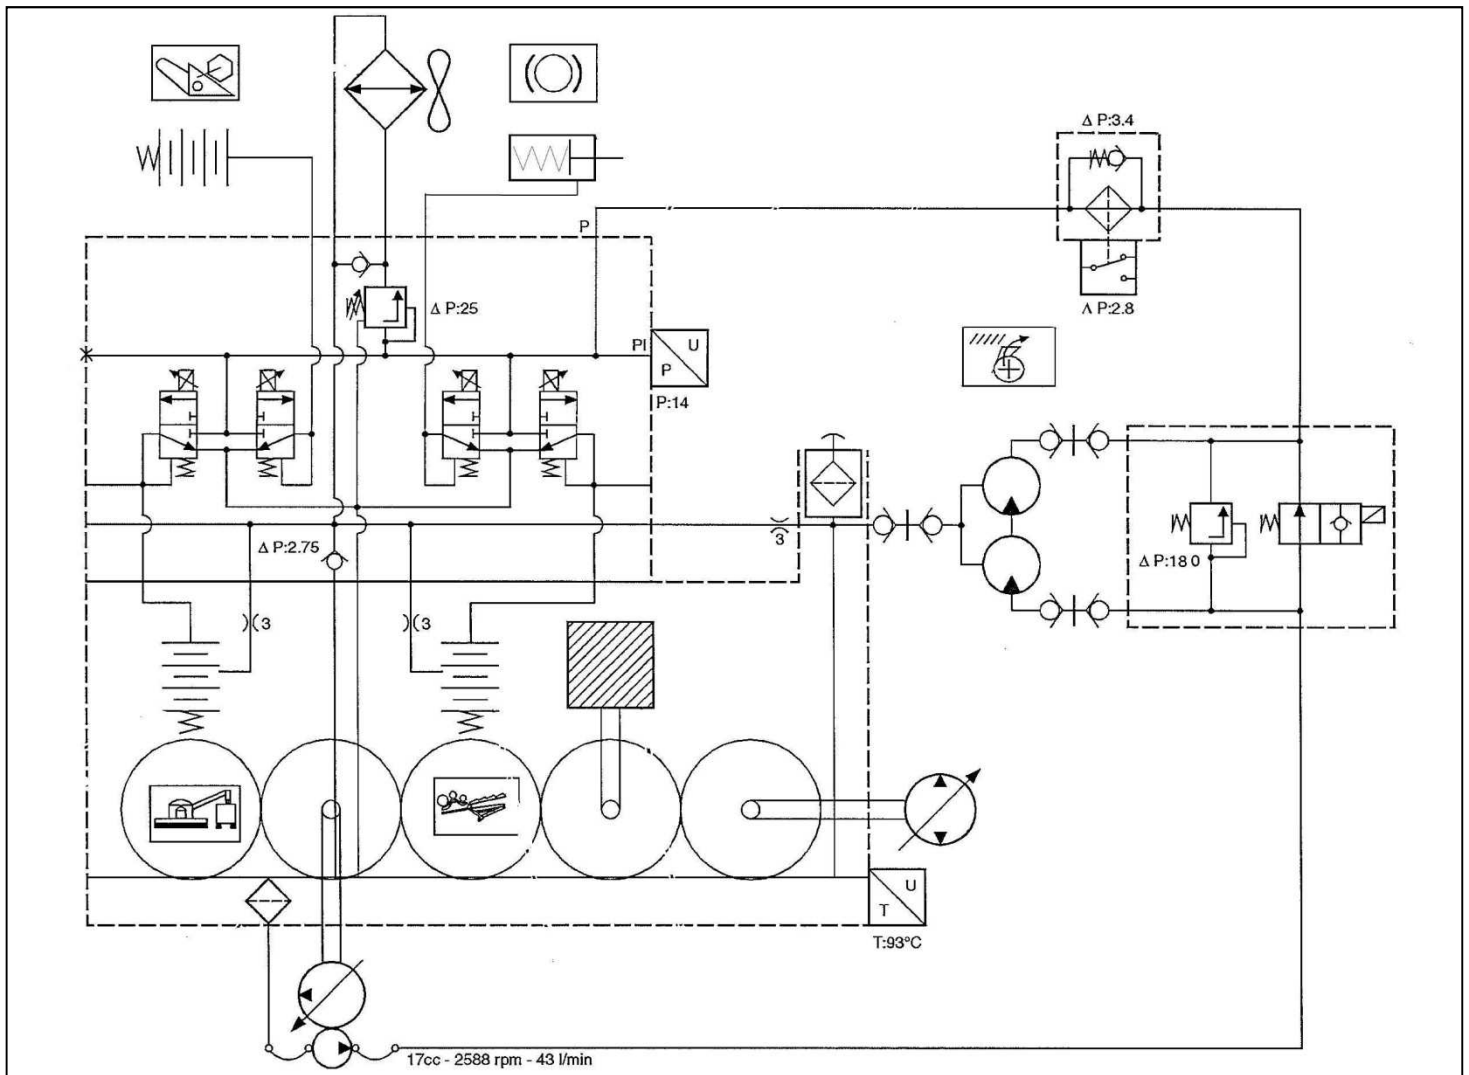 Δ P:3.4
P
Δ P:25
Λ P:2.8
PI
U
P
P:14
Δ P:2.75
3
Δ P:18 0
3
3
U
T
T:93°C
17cc - 2588 rpm - 43 l/min